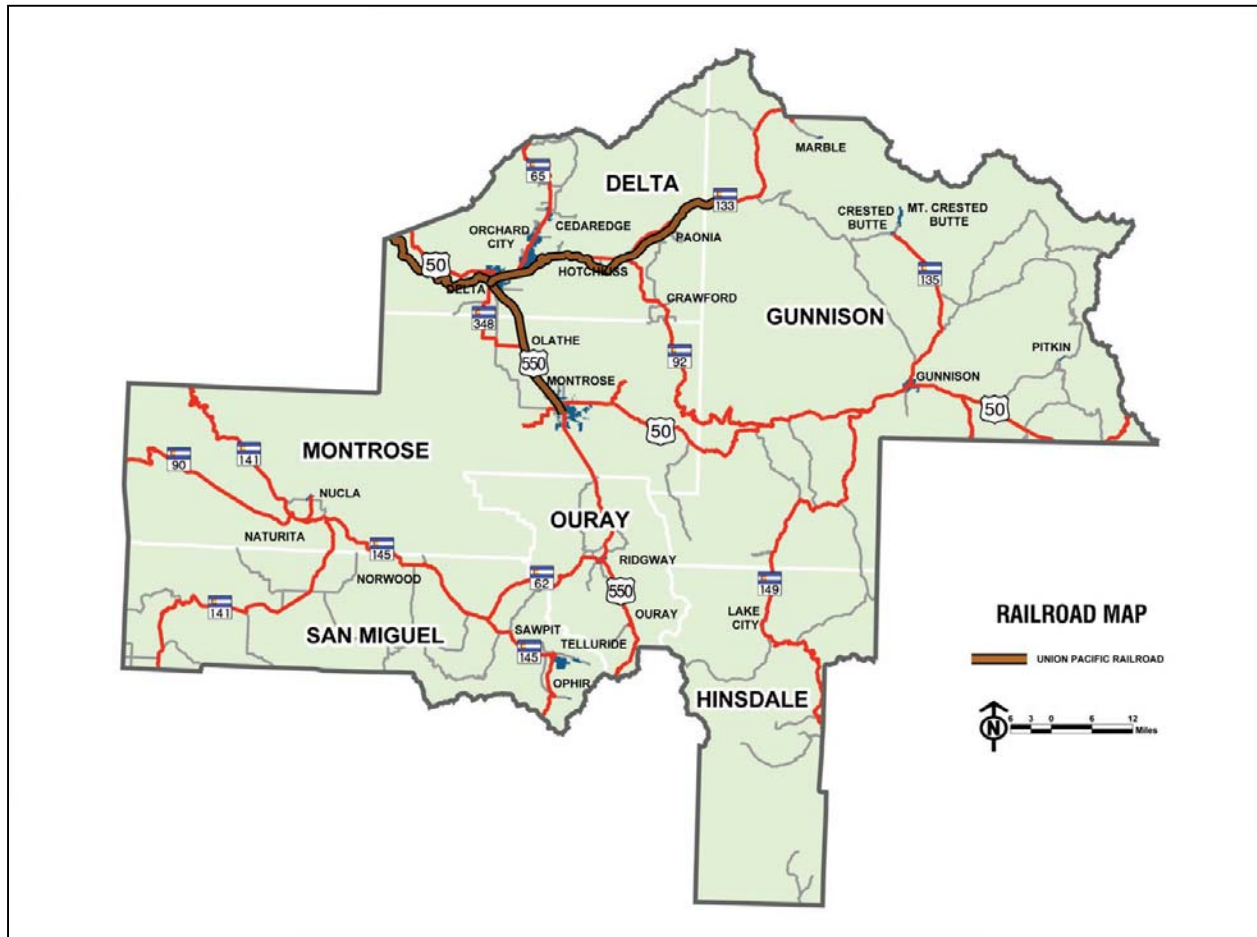 MARBLE
65
DELTA
133
CRESTED
BUTTE
MT. CRESTED
BUTTE
CEDAREDGE
ORCHARD
CITY
PAONIA
50
HOTCHKISS
135
DELTA
CRAWFORD
GUNNISON
348
OLATHE
PITKIN
92
550
MONTROSE
GUNNISON
50
50
MONTROSE
141
90
NUCLA
OURAY
NATURITA
145
RIDGWAY
NORWOOD
62
550
149
141
LAKE
CITY
OURAY
RAILROAD MAP
SAN MIGUEL
SAWPIT
TELLURIDE
145
UNION PACIFIC RAILROAD
OPHIR
HINSDALE
N
6 3 0 6 12
Miles